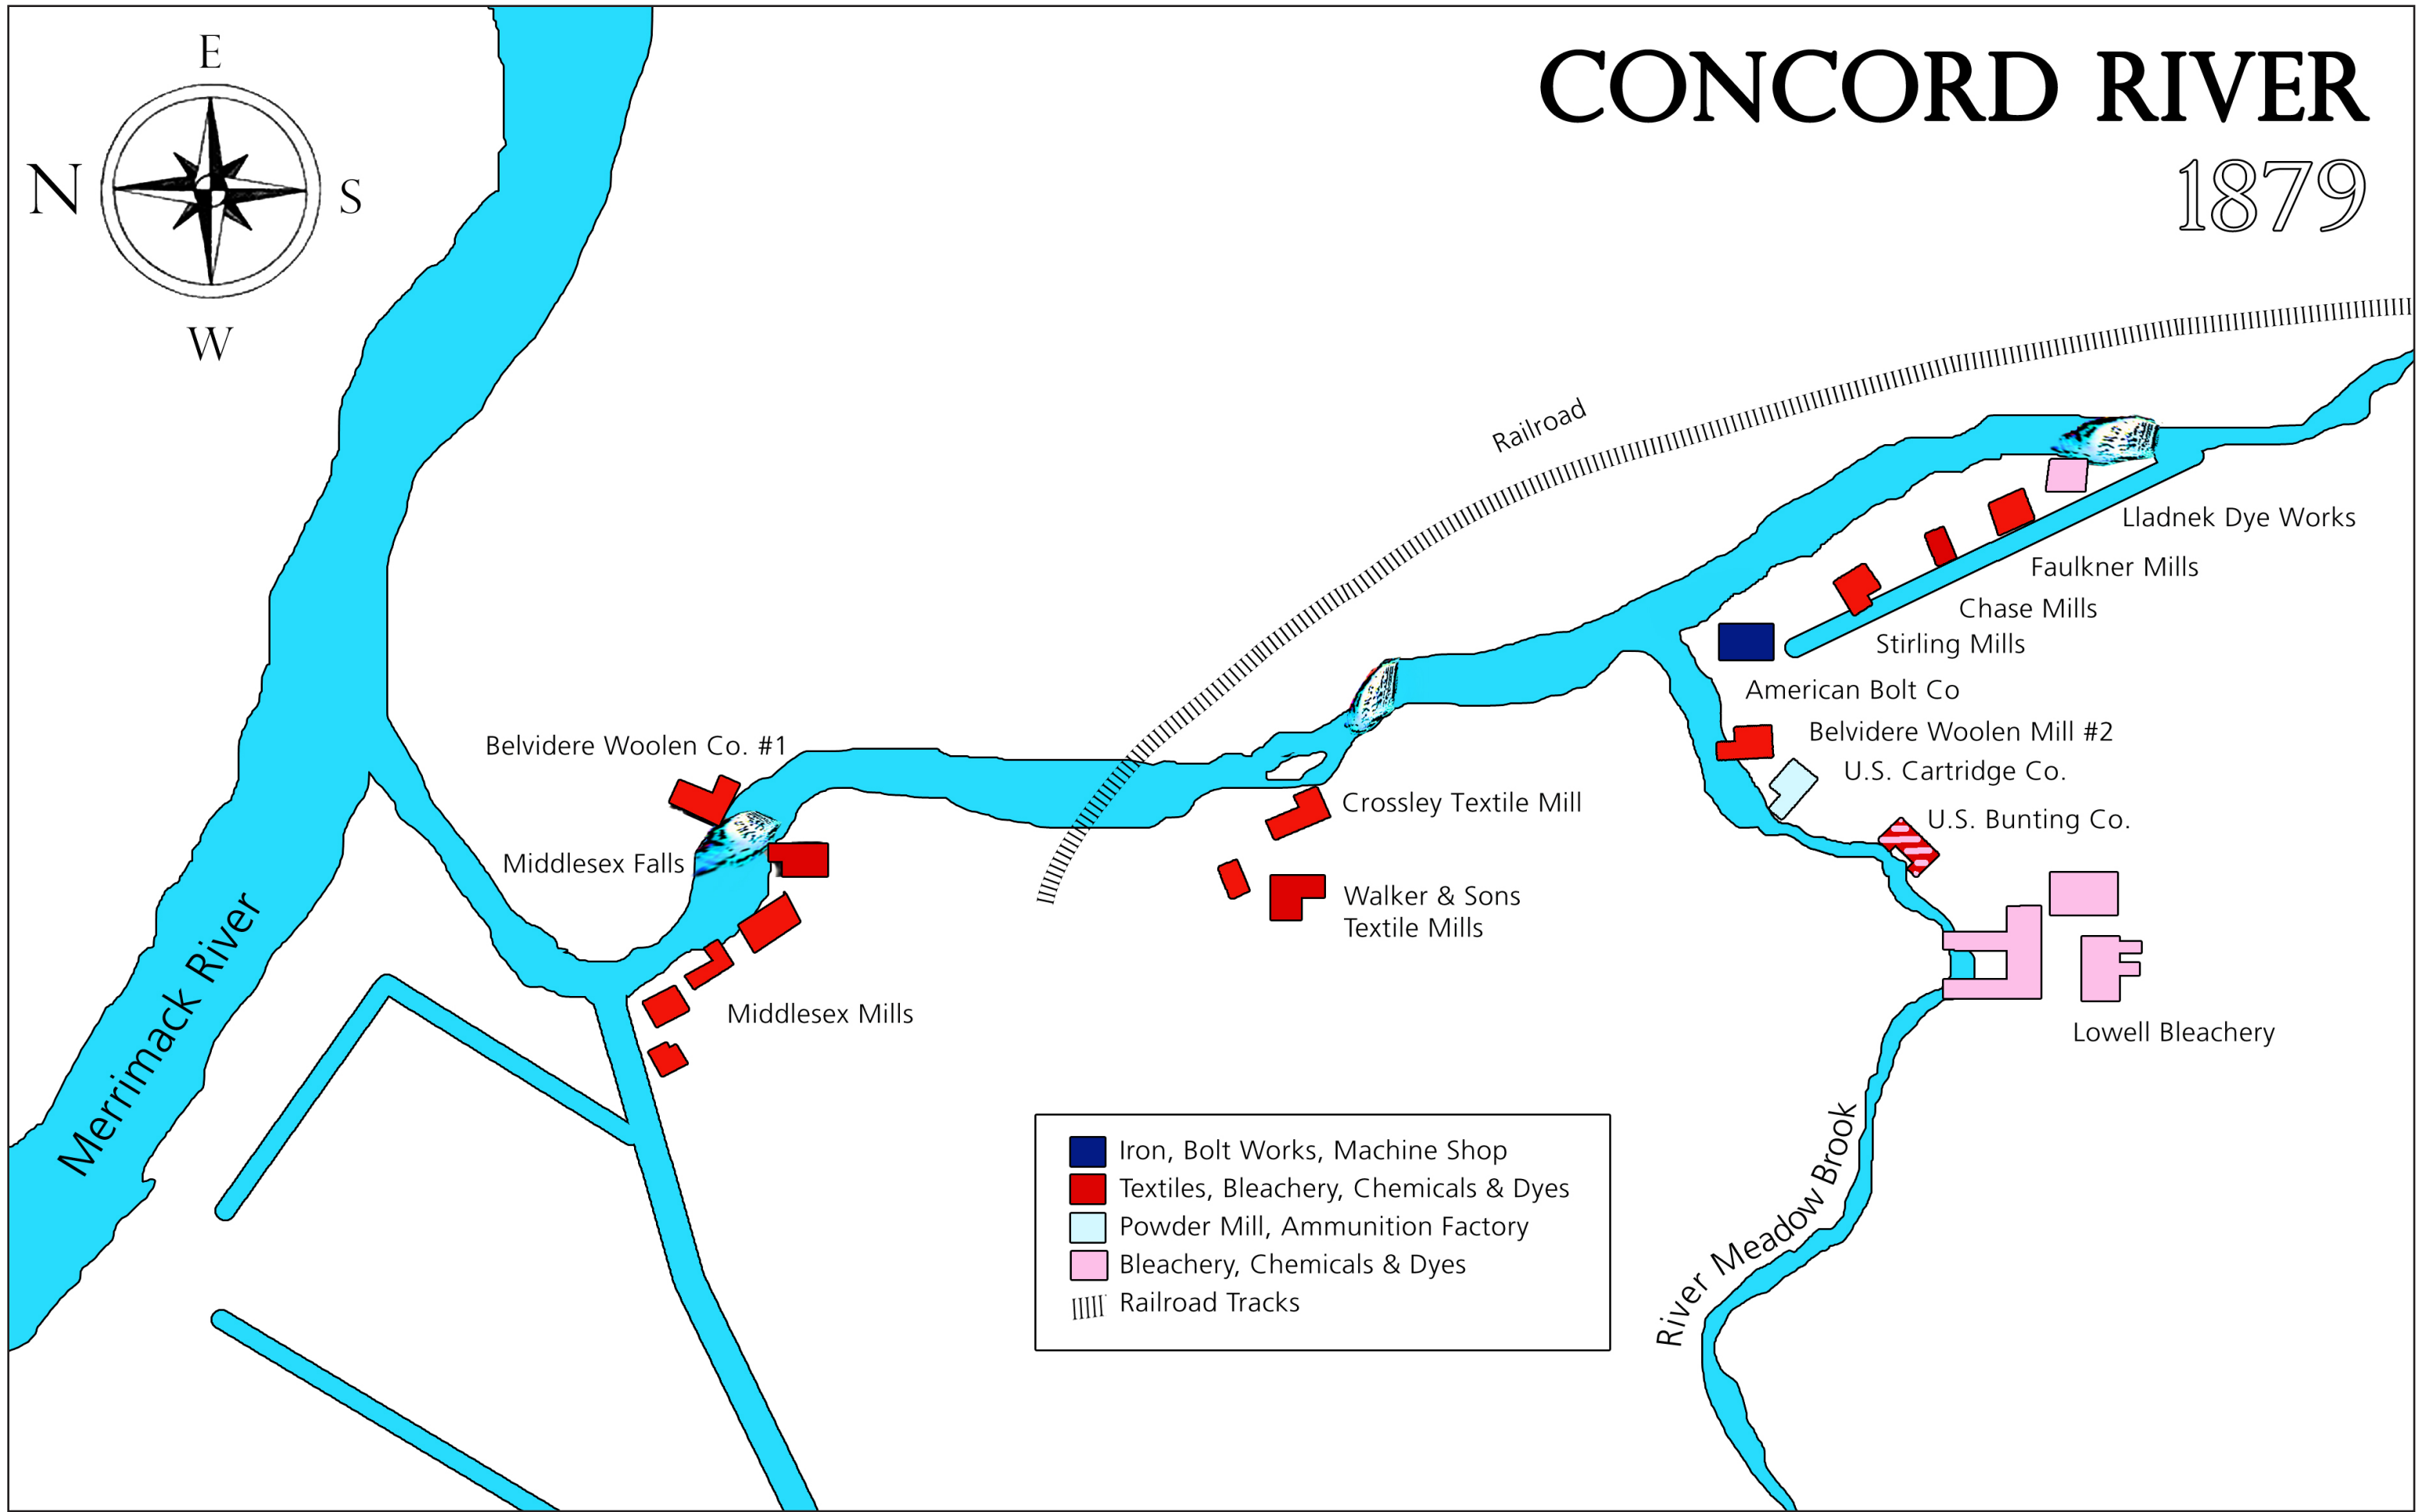 CONCORD RIVER
1879
E
N
S
W
Railroad
Lladnek Dye Works
Faulkner Mills
Chase Mills
Stirling Mills
American Bolt Co
Belvidere Woolen Mill #2
U.S. Cartridge Co.
U.S. Bunting Co.
Belvidere Woolen Co. #1
Middlesex Falls
Crossley Textile Mill
Walker & Sons
Textile Mills
Merrimack River
Middlesex Mills
Lowell Bleachery
River Meadow Brook
Iron, Bolt Works, Machine Shop
Textiles, Bleachery, Chemicals & Dyes
Powder Mill, Ammunition Factory
Bleachery, Chemicals & Dyes
Railroad Tracks